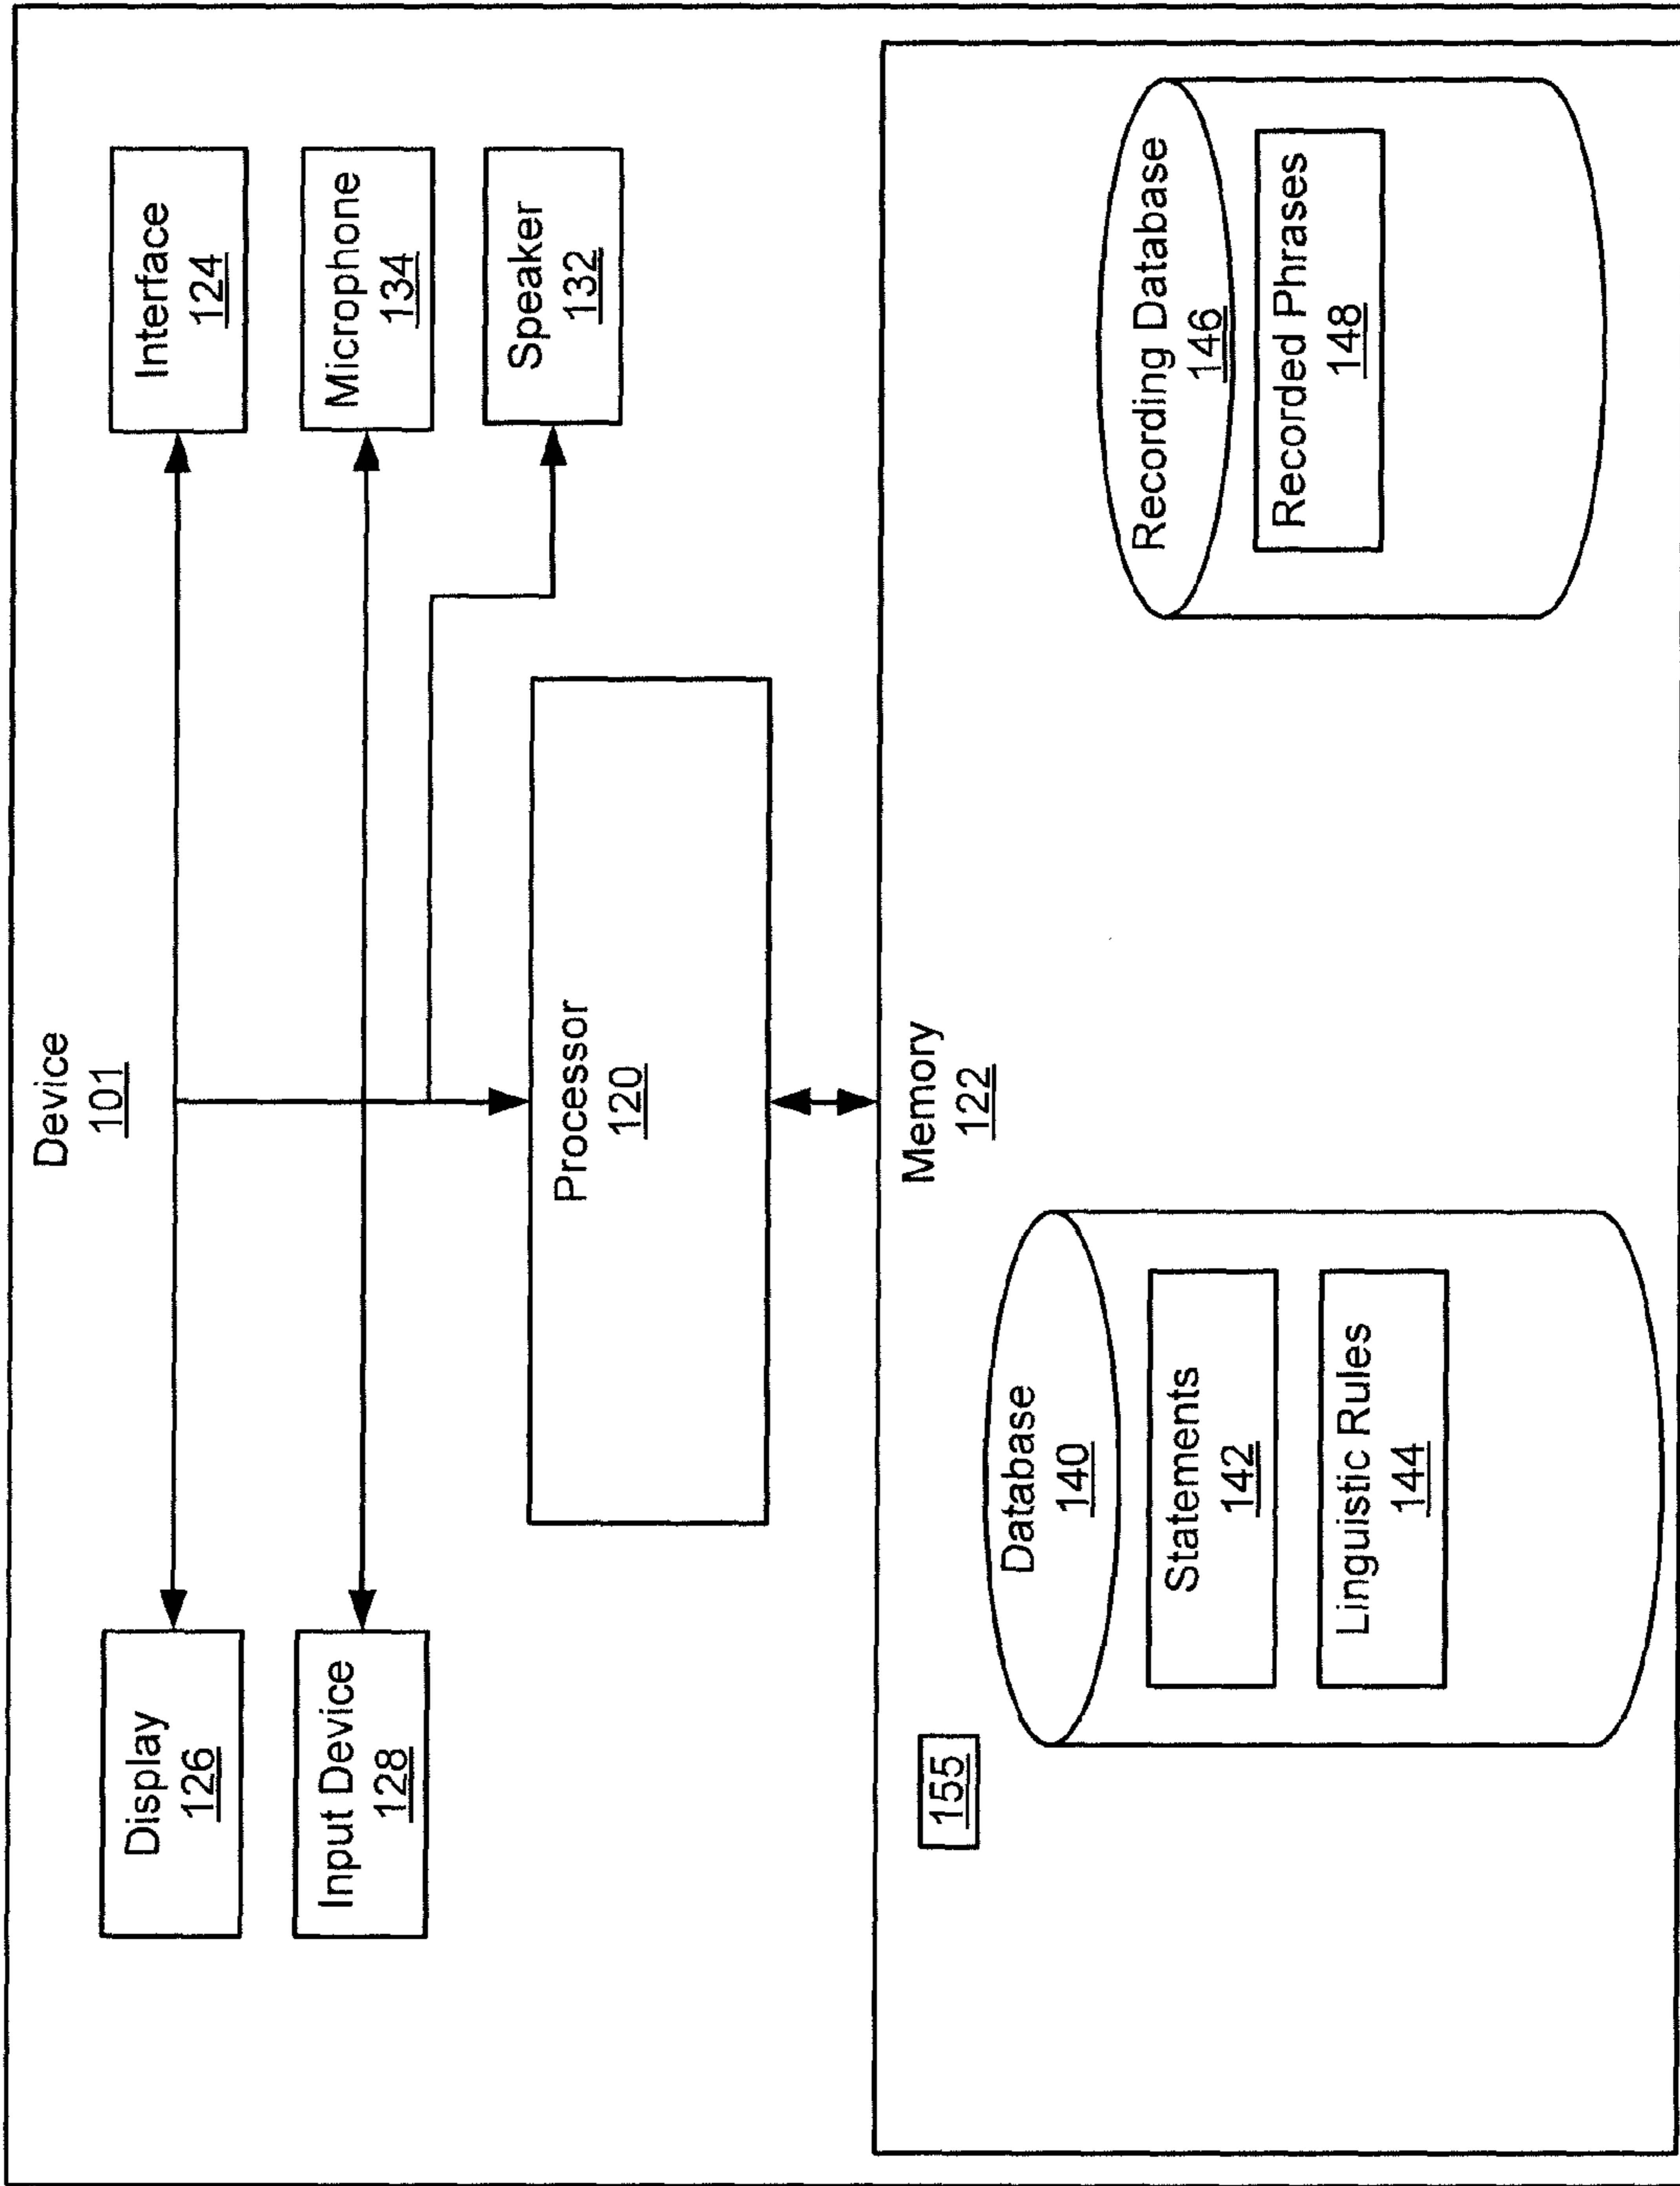 Device
101
Display
126
Interface
124
Input Device
128
Microphone
134
Speaker
132
Processor
120
Memory
122
155
Database
140
Statements
142
Linguistic Rules
144
Recording Database
146
Recorded Phrases
148